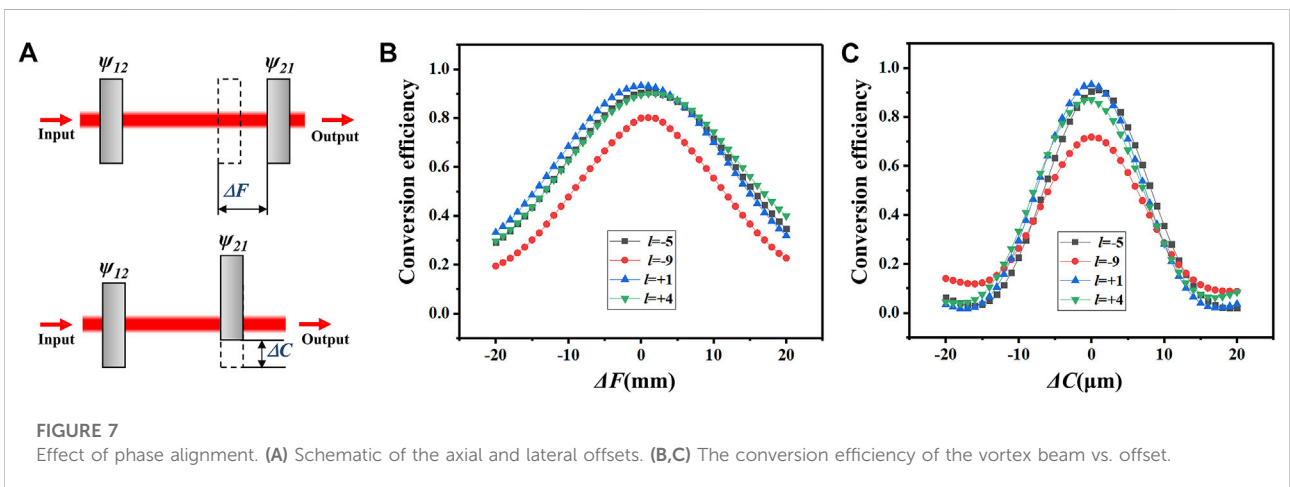 A
ψ12
ψ21
Input
Output
ΔF
ψ12
ψ21
Input
Output
ΔC
B
Conversion efficiency
1.0
0.8
0.6
0.4
0.2
0.0
l=-5
l=-9
l=+1
l=+4
-20
-10
0
10
20
ΔF(mm)
C
Conversion efficiency
1.0
0.8
0.6
0.4
0.2
0.0
l=-5
l=-9
l=+1
l=+4
-20
-10
0
10
20
ΔC(μm)
FIGURE 7
Effect of phase alignment. (A) Schematic of the axial and lateral offsets. (B,C) The conversion efficiency of the vortex beam vs. offset.